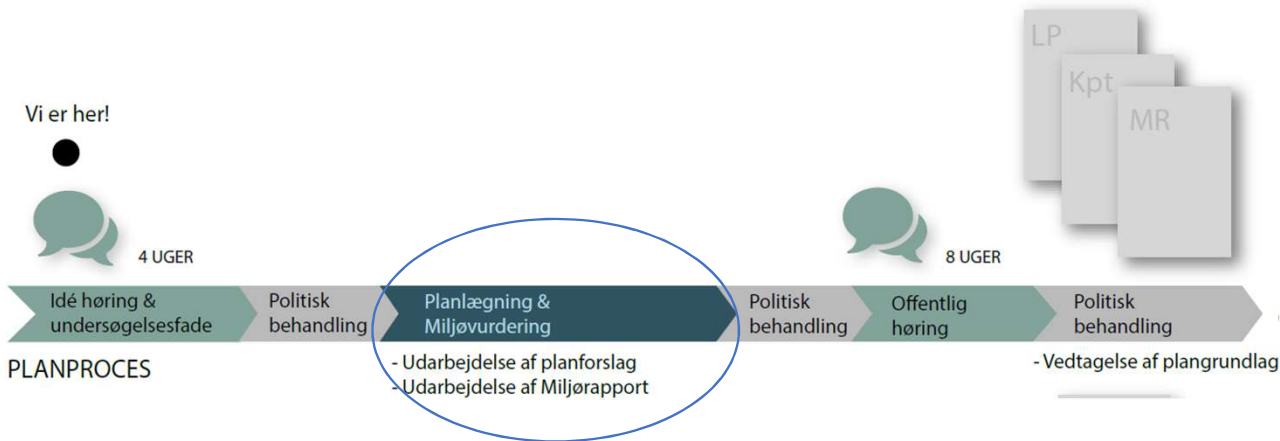 LP
Kpt
MR
Vi er her!
4 UGER
8 UGER
Idé høring &
undersøgelsesfade
Politisk
behandling
Planlægning &
Miljøvurdering
Politisk
behandling
Offentlig
høring
Politisk
behandling
PLANPROCES
- Udarbejdelse af planforslag
- Udarbejdelse af Miljørapport
- Vedtagelse af plangrundlag